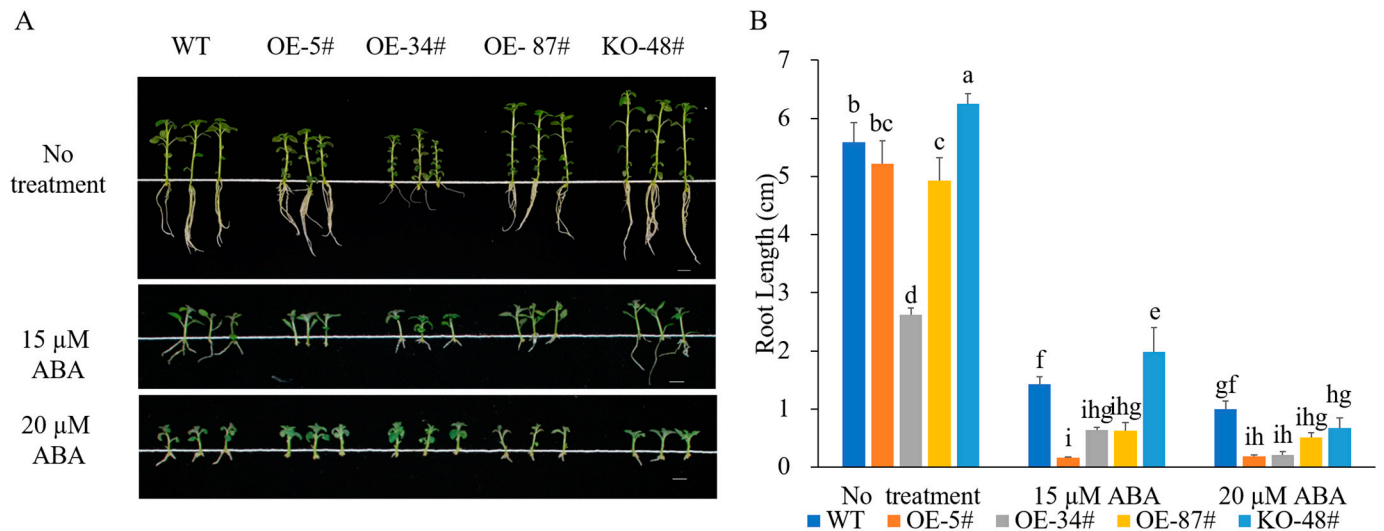 A
WT OE-5# OE-34# OE- 87# KO-48#
No
treatment
15 µM
ABA
20 µM
ABA
B
Root Length (cm)
7
6
5
4
3
2
1
0
b bc d c a
f i ihg ihg e
gf ih ih ihg hg
No treatment 15 µM ABA 20 µM ABA
WT OE-5# OE-34# OE-87# KO-48#